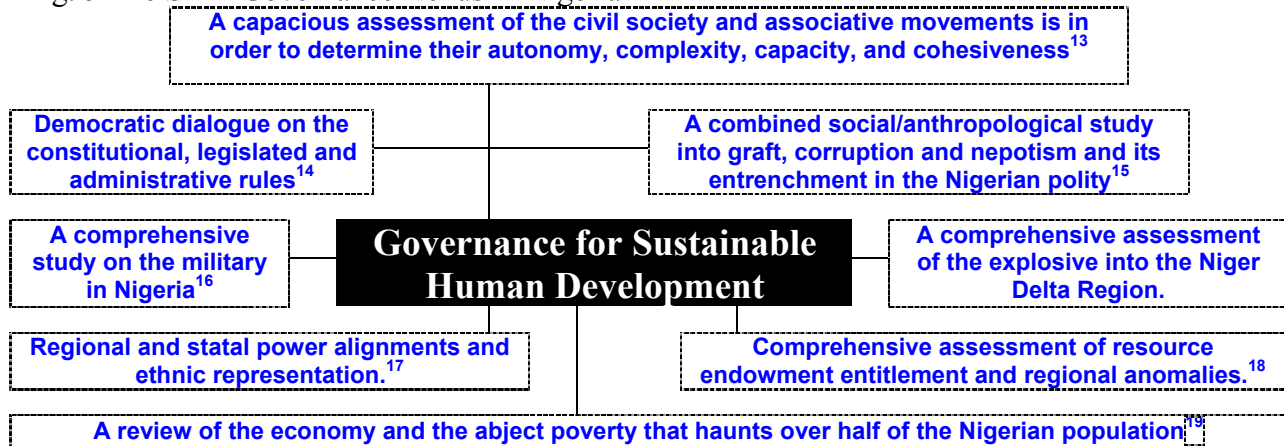 A capacious assessment of the civil society and associative movements is in
order to determine their autonomy, complexity, capacity, and cohesiveness13
Democratic dialogue on the
constitutional, legislated and
administrative rules14
A combined social/anthropological study
into graft, corruption and nepotism and its
entrenchment in the Nigerian polity15
A comprehensive
study on the military
in Nigeria16
Governance for Sustainable
Human Development
A comprehensive assessment
of the explosive into the Niger
Delta Region.
Regional and statal power alignments and
ethnic representation.17
Comprehensive assessment of resource
endowment entitlement and regional anomalies.18
A review of the economy and the abject poverty that haunts over half of the Nigerian population19